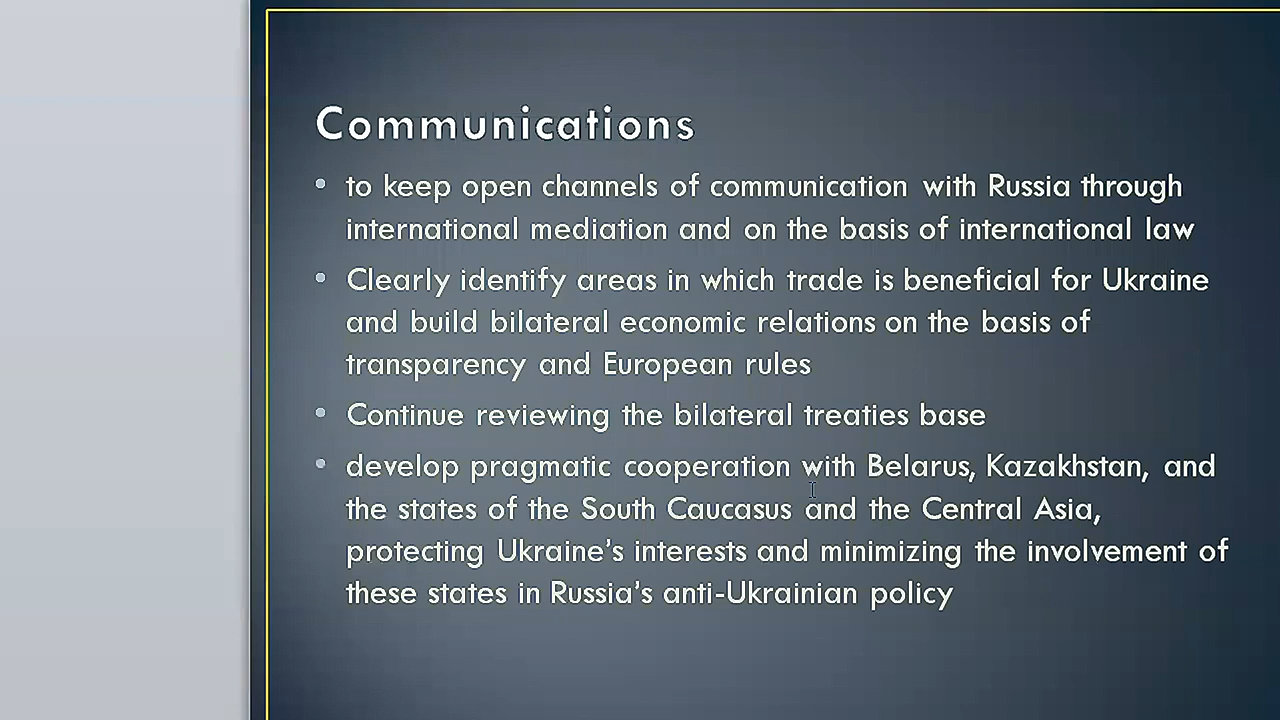 Communications
• to keep open channels of communication with Russia through
international mediation and on the basis of international law
• Clearly identify areas in which trade is beneficial for Ukraine
and build bilateral economic relations on the basis of
transparency and European rules
• Continue reviewing the bilateral treaties base
• develop pragmatic cooperation with Belarus, Kazakhstan, and
the states of the South Caucasus and the Central Asia,
protecting Ukraine’s interests and minimizing the involvement of
these states in Russia’s anti-Ukrainian policy